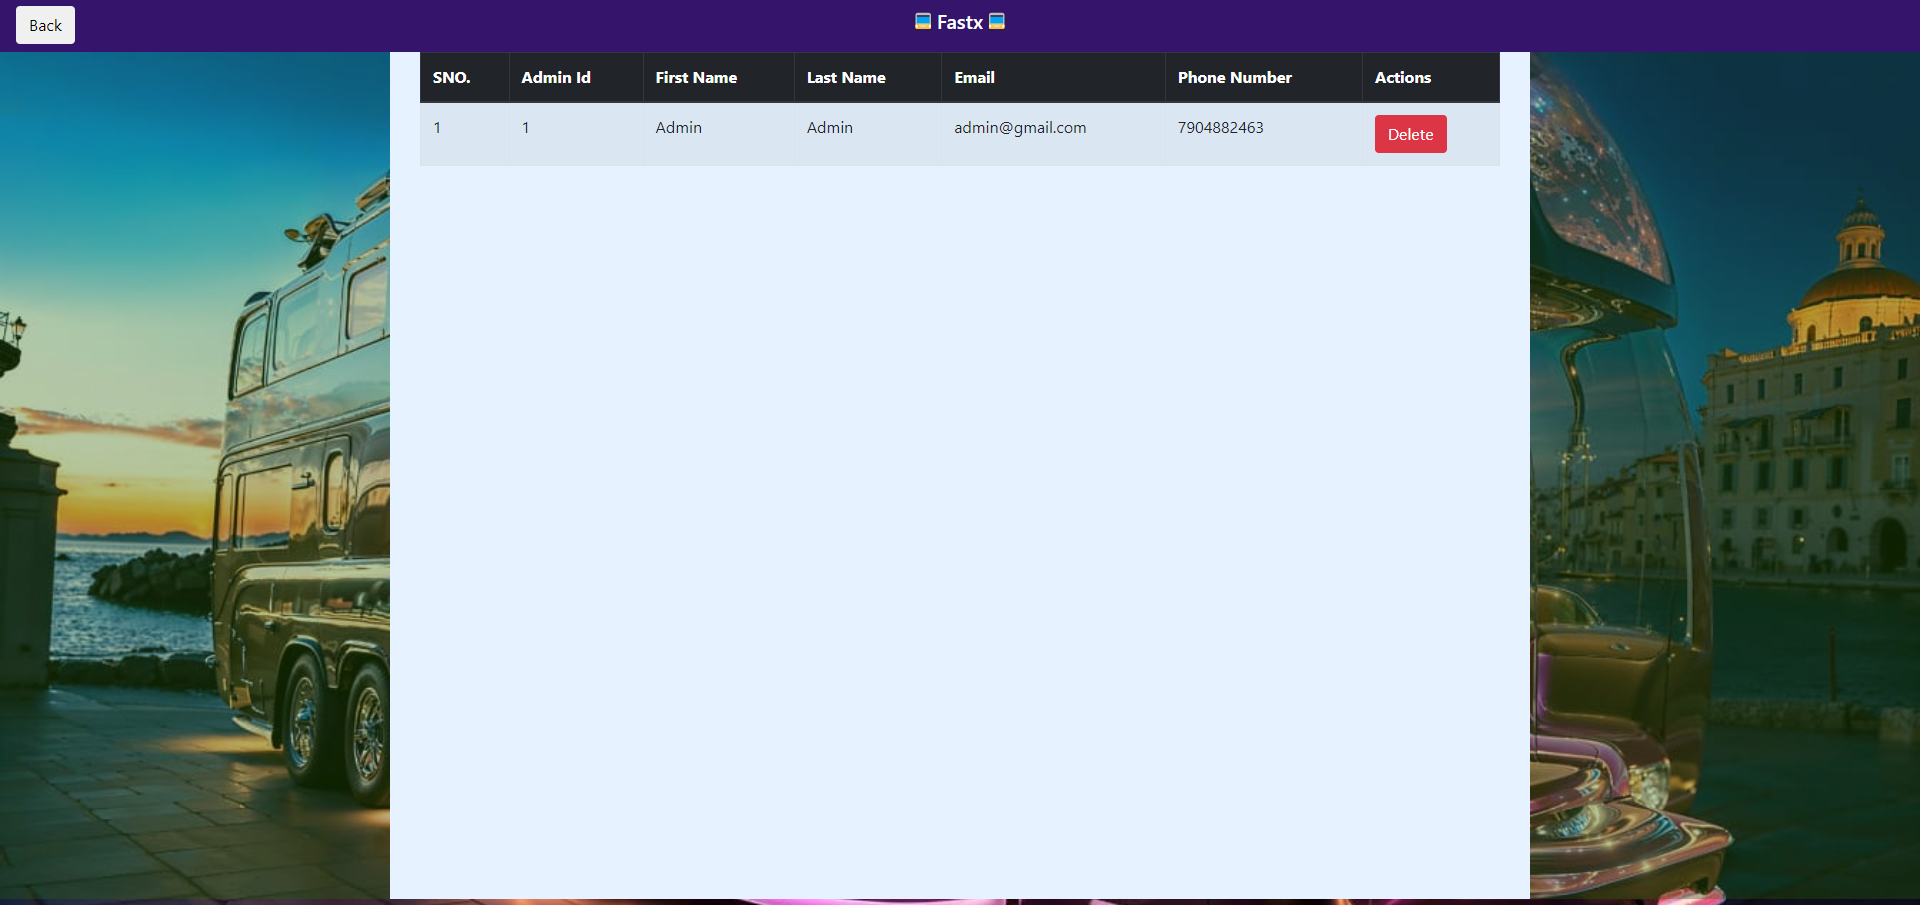 Back
Fastx
SNO. Admin Id First Name Last Name Email Phone Number Actions
1 1 Admin Admin admin@gmail.com 7904882463 Delete